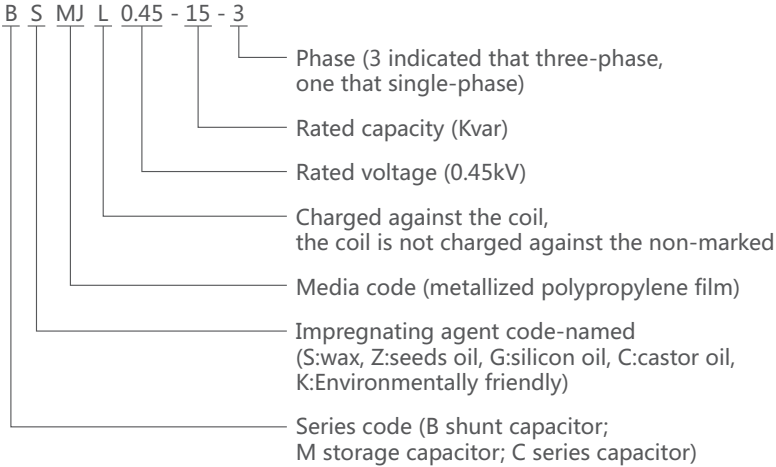 B S MJ L 0.45 - 15 - 3
Phase (3 indicated that three-phase,
one that single-phase)
Rated capacity (Kvar)
Rated voltage (0.45kV)
Charged against the coil,
the coil is not charged against the non-marked
Media code (metallized polypropylene film)
Impregnating agent code-named
(S:wax, Z:seeds oil, G:silicon oil, C:castor oil,
K:Environmentally friendly)
Series code (B shunt capacitor;
M storage capacitor; C series capacitor)